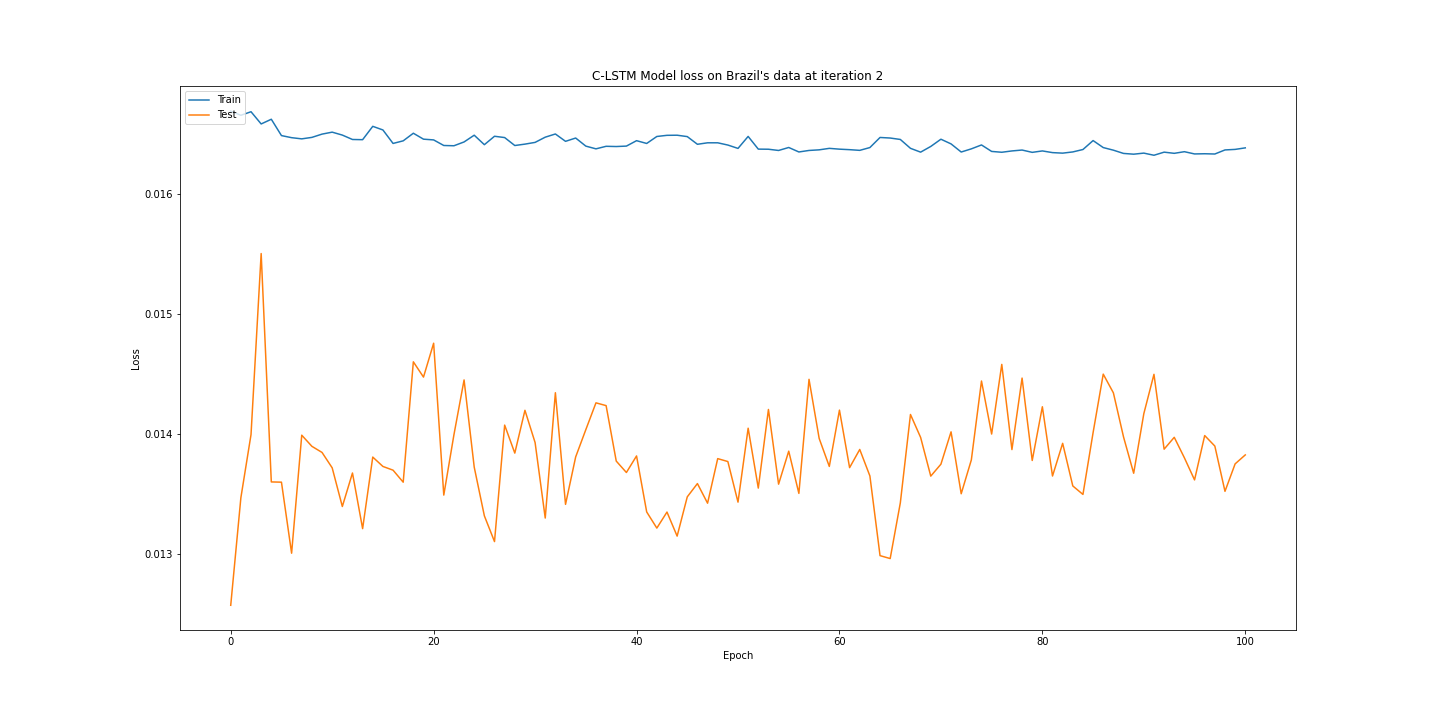 C-LSTM Model loss on Brazil's data at iteration 2
Train
Test
0.016
0.015
0.014
0.013
Loss
0 20 40 60 80 100
Epoch